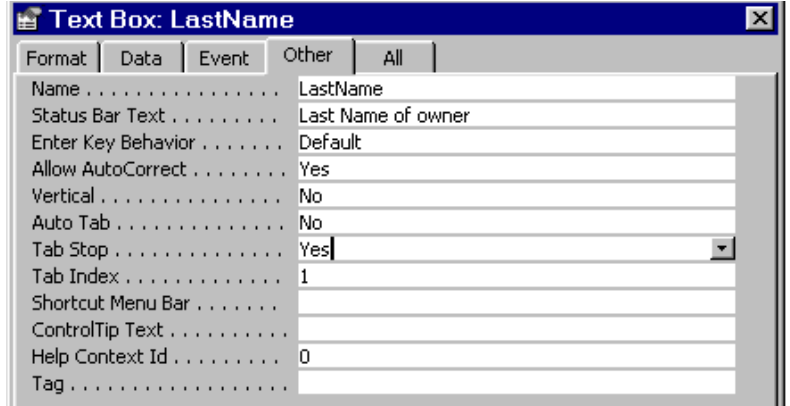 Text Box: LastName
Format Data Event Other All
Name . . . . . . . . . . . . . . . . LastName
Status Bar Text . . . . . . . . . Last Name of owner
Enter Key Behavior . . . . . . . Default
Allow AutoCorrect . . . . . . . . Yes
Vertical . . . . . . . . . . . . . . . No
Auto Tab . . . . . . . . . . . . . . No
Tab Stop . . . . . . . . . . . . . . Yes
Tab Index . . . . . . . . . . . . . 1
Shortcut Menu Bar . . . . . . .
ControlTip Text . . . . . . . . . .
Help Context Id . . . . . . . . . 0
Tag . . . . . . . . . . . . . . . . . .